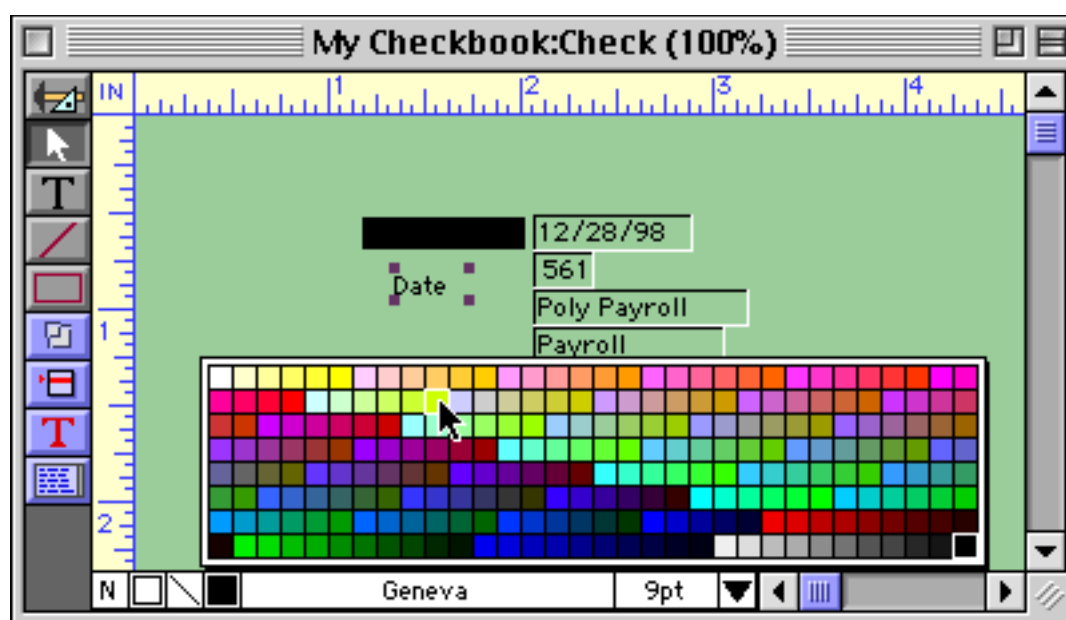 My Checkbook:Check (100%)
IN 1 2 3 4
T
12/28/98
561
Date
Poly Payroll
1
Payroll
T
2
N Geneva 9pt